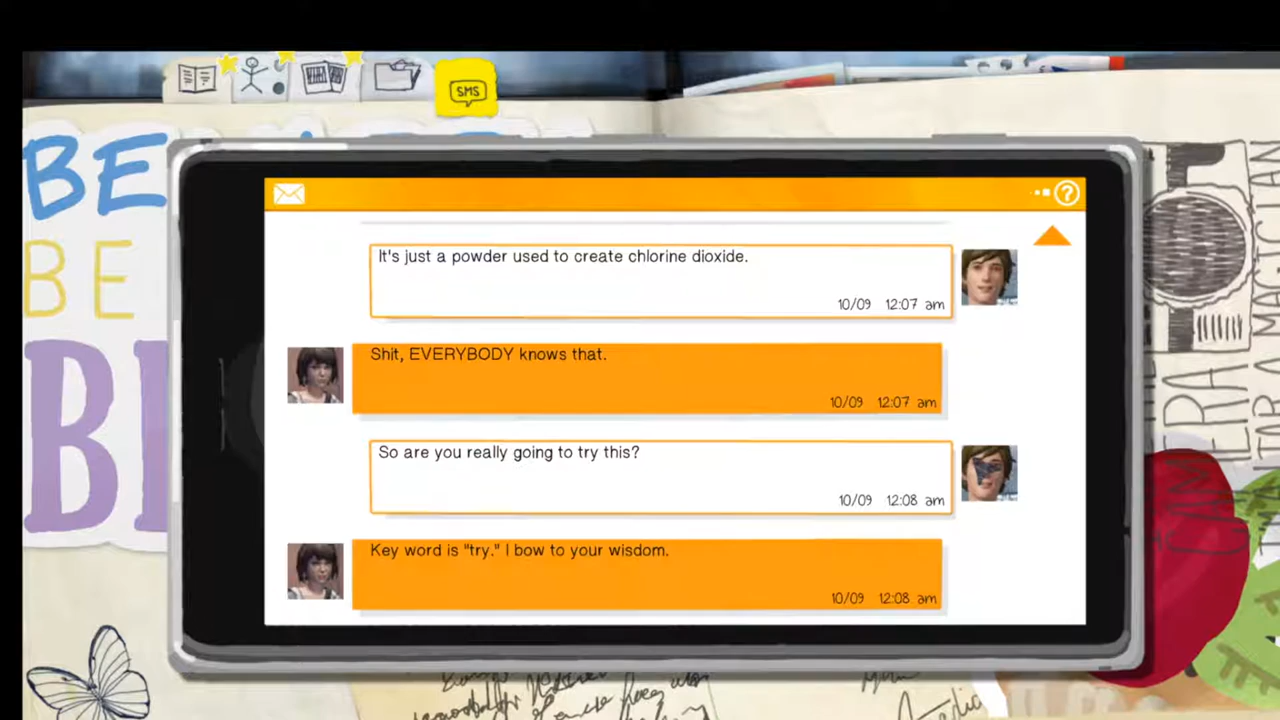 SMS
BE
BE
It's just a powder used to create chlorine dioxide.
10/09 12:07 am
Shit, EVERYBODY knows that.
10/09 12:07 am
So are you really going to try this?
10/09 12:08 am
Key word is "try." I bow to your wisdom.
10/09 12:08 am
?
CAMERA
MAGICIAN